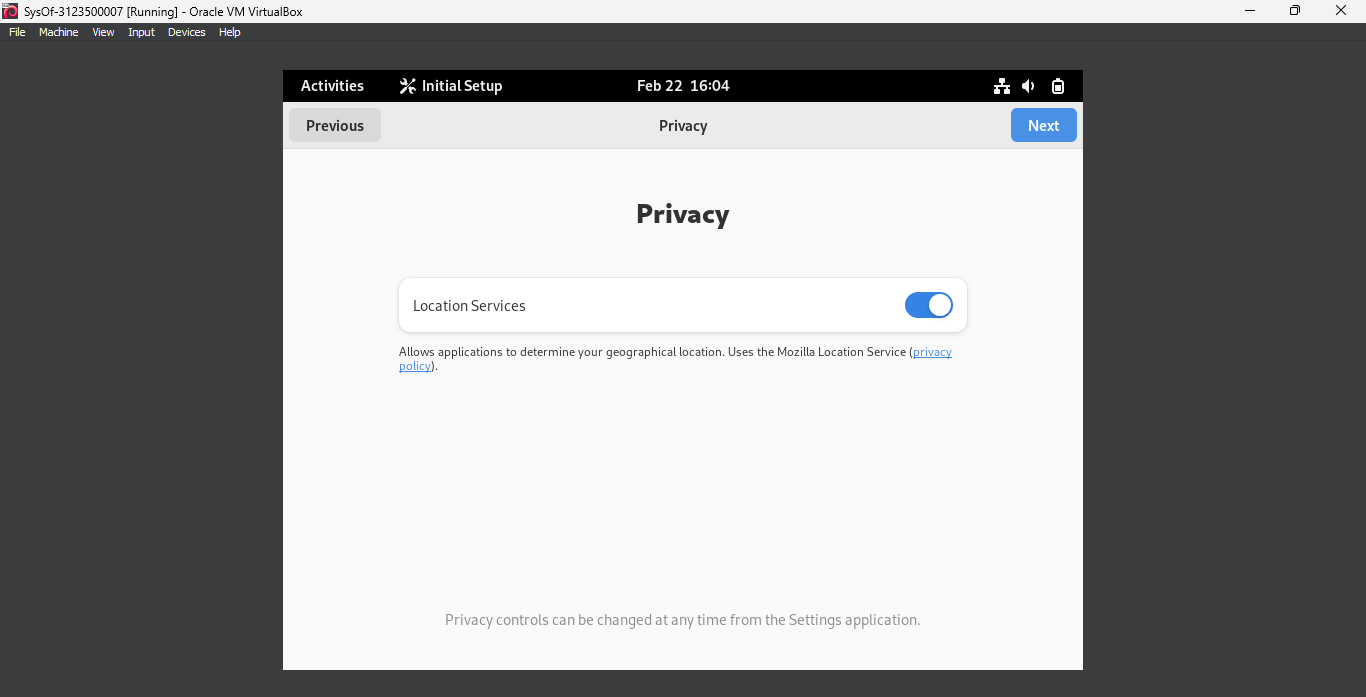 SysOf-3123500007 [Running] - Oracle VM VirtualBox
File Machine View Input Devices Help
Activities Initial Setup Feb 22 16:04
Previous Privacy Next
Privacy
Location Services
Allows applications to determine your geographical location. Uses the Mozilla Location Service (privacy
policy).
Privacy controls can be changed at any time from the Settings application.